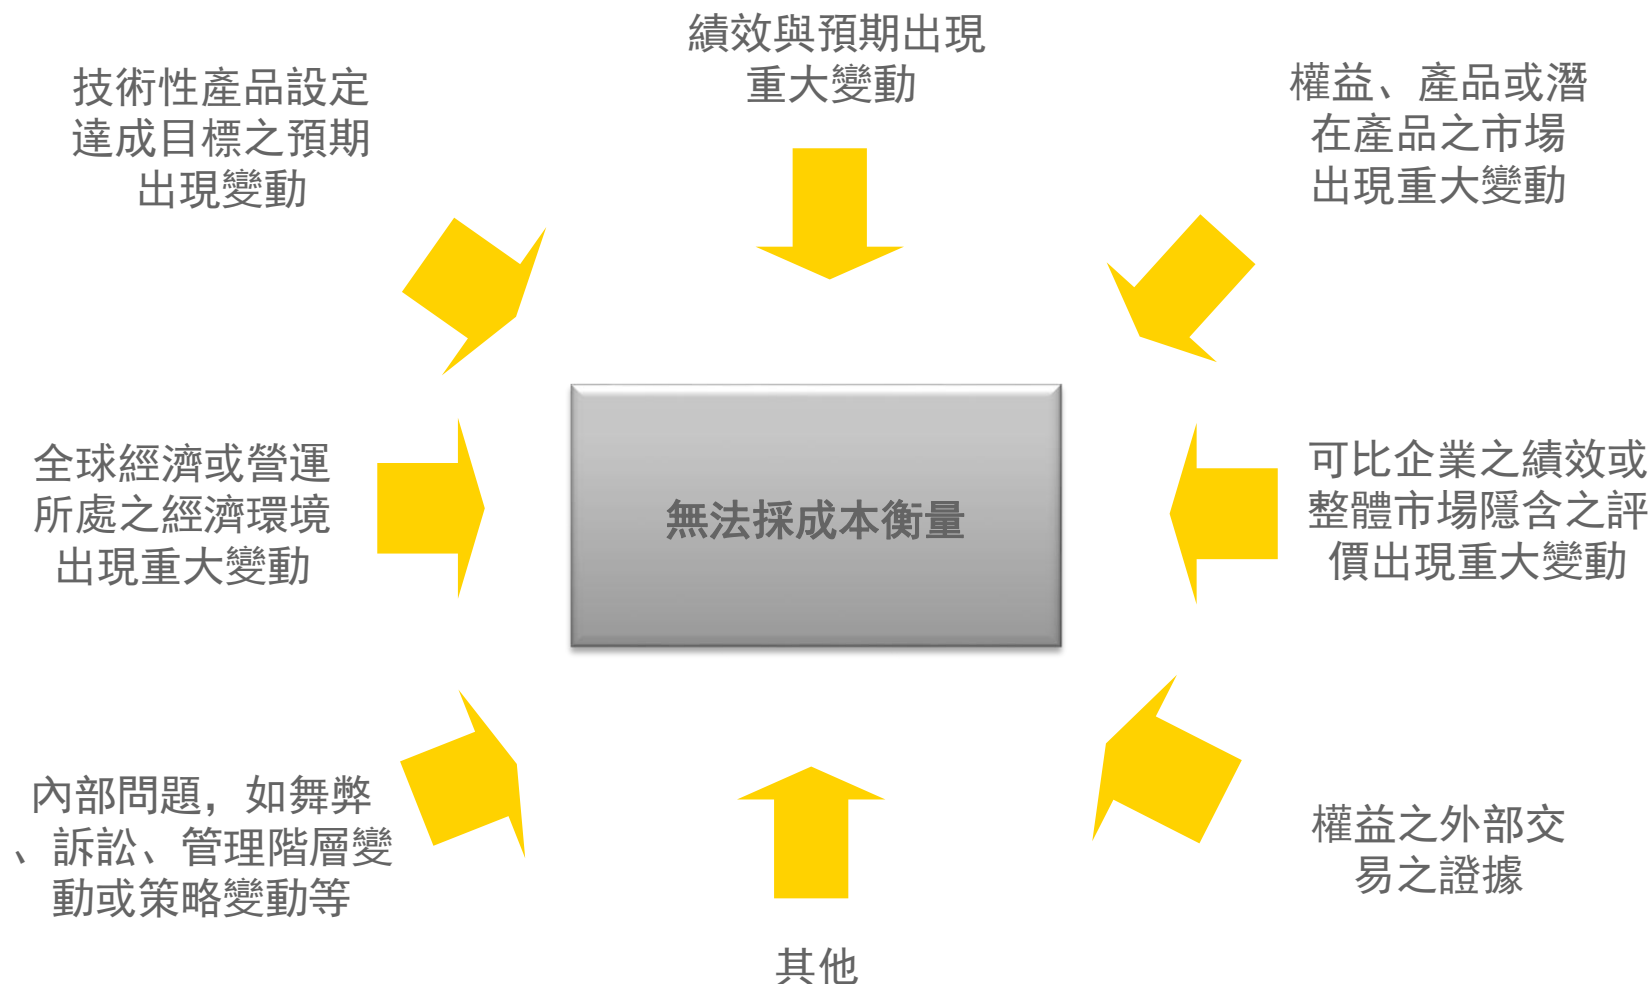 績效與預期出現
重大變動
技術性產品設定
達成目標之預期
出現變動
權益、產品或潛
在產品之市場
出現重大變動
全球經濟或營運
所處之經濟環境
出現重大變動
無法採成本衡量
可比企業之績效或
整體市場隱含之評
價出現重大變動
內部問題，如舞弊
、訴訟、管理階層變
動或策略變動等
權益之外部交
易之證據
其他